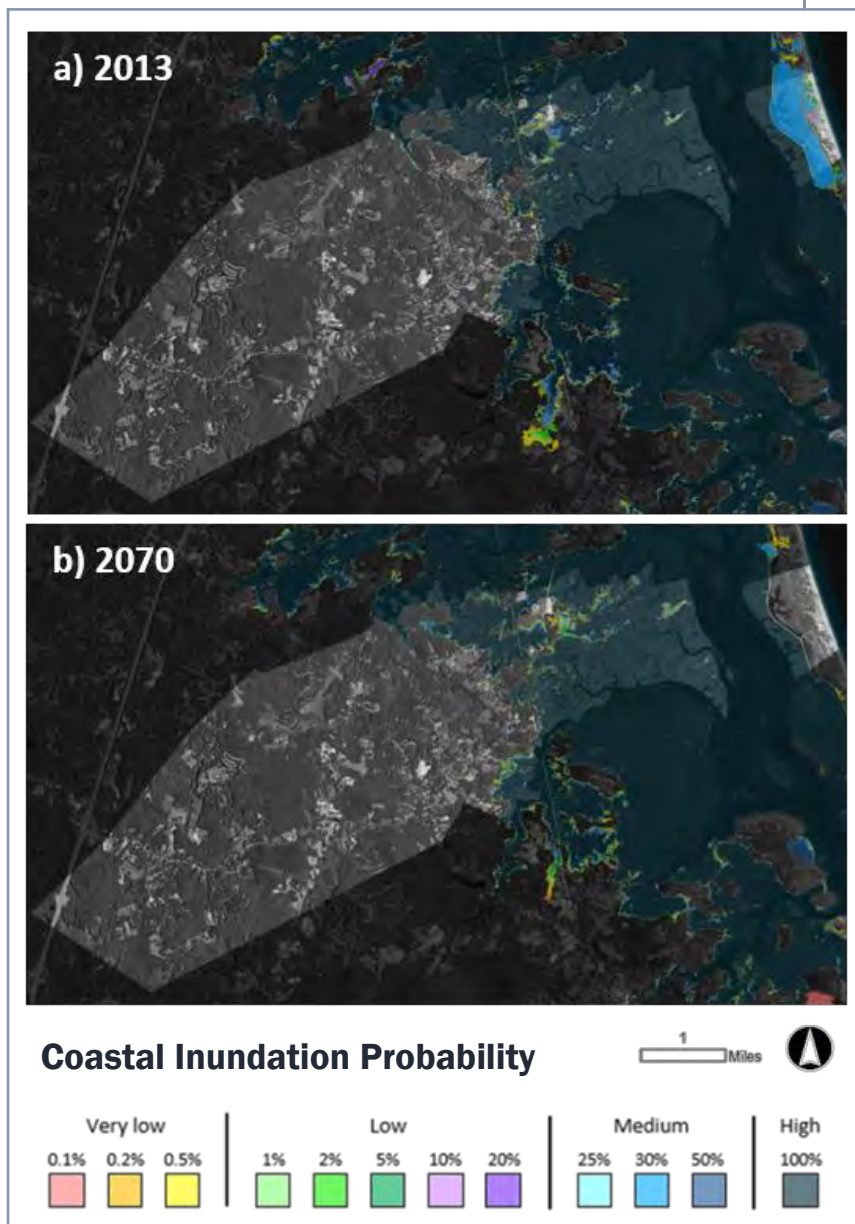 a) 2013
b) 2070
Coastal Inundation Probability
1
Miles
Very low
Low
Medium
High
0.1% 0.2% 0.5% 1% 2% 5% 10% 20% 25% 30% 50% 100%